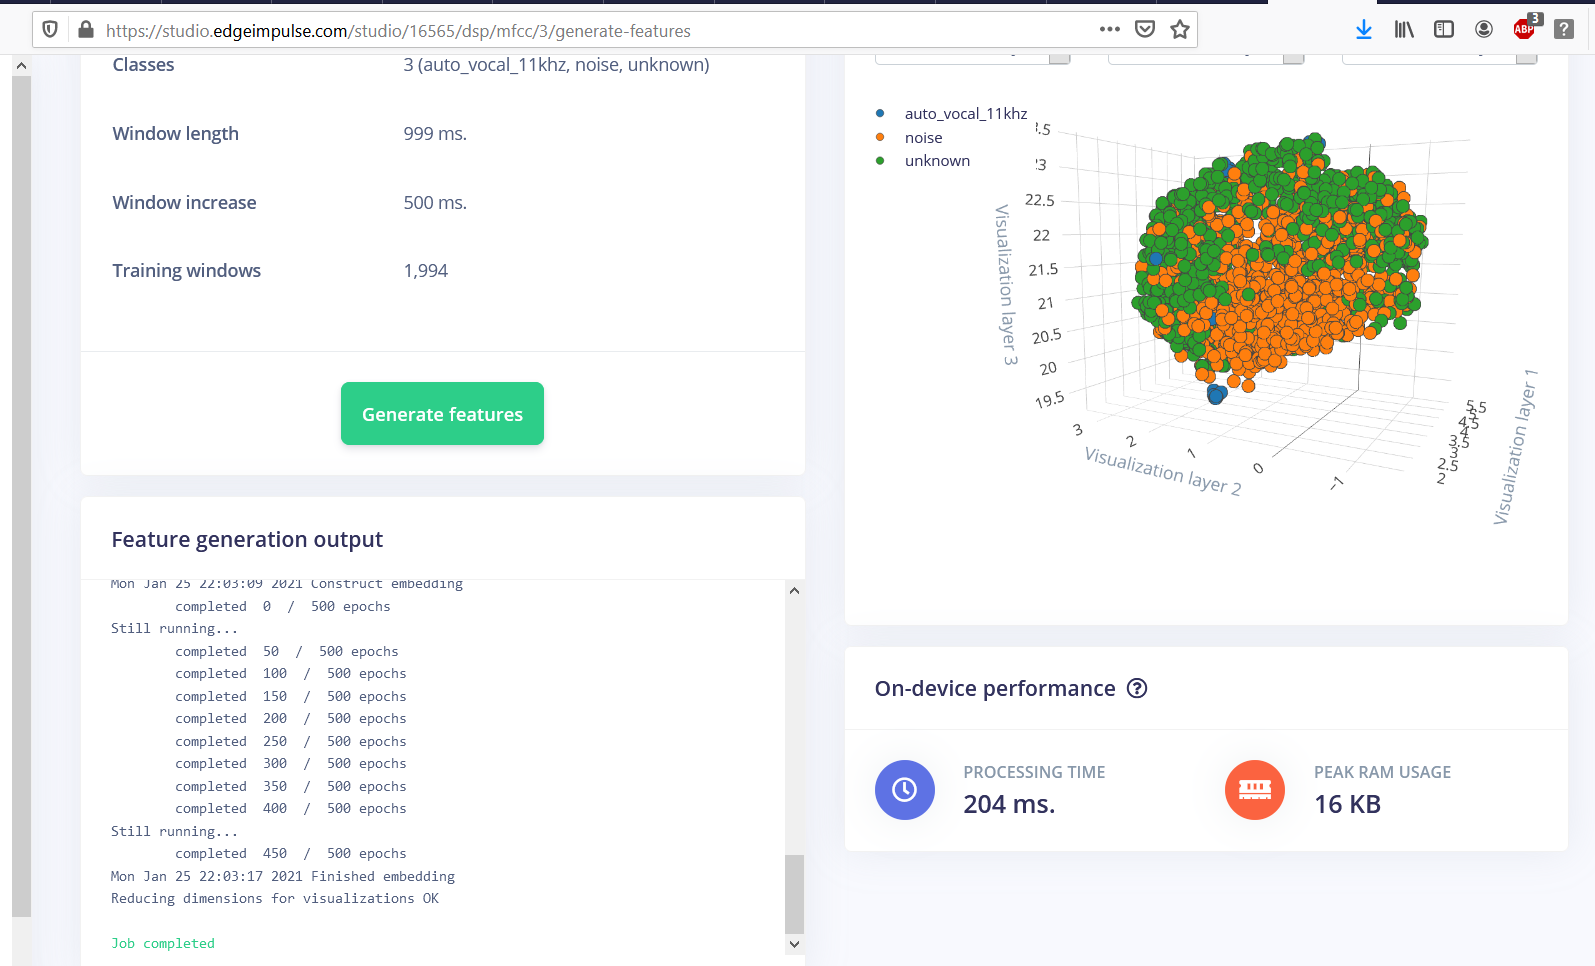 https://studio.edgeimpulse.com/studio/16565/dsp/mfcc/3/generate-features
ABP
3
?
Classes
3 (auto_vocal_11khz, noise, unknown)
Window length
999 ms.
Window increase
500 ms.
Training windows
1,994
Generate features
Feature generation output
Mon Jan 25 22:03:09 2021 Construct embedding
completed 0 / 500 epochs
Still running...
completed 50 / 500 epochs
completed 100 / 500 epochs
completed 150 / 500 epochs
completed 200 / 500 epochs
completed 250 / 500 epochs
completed 300 / 500 epochs
completed 350 / 500 epochs
completed 400 / 500 epochs
Still running...
completed 450 / 500 epochs
Mon Jan 25 22:03:17 2021 Finished embedding
Reducing dimensions for visualizations OK
Job completed
auto_vocal_11khz
noise
unknown
22.5
22
21.5
21
20.5
20
19.5
Visualization layer 3
3
2
1
0
−1
Visualization layer 2
5.5
5
4.5
4
3.5
3
2.5
2
Visualization layer 1
On-device performance ?
PROCESSING TIME
204 ms.
PEAK RAM USAGE
16 KB